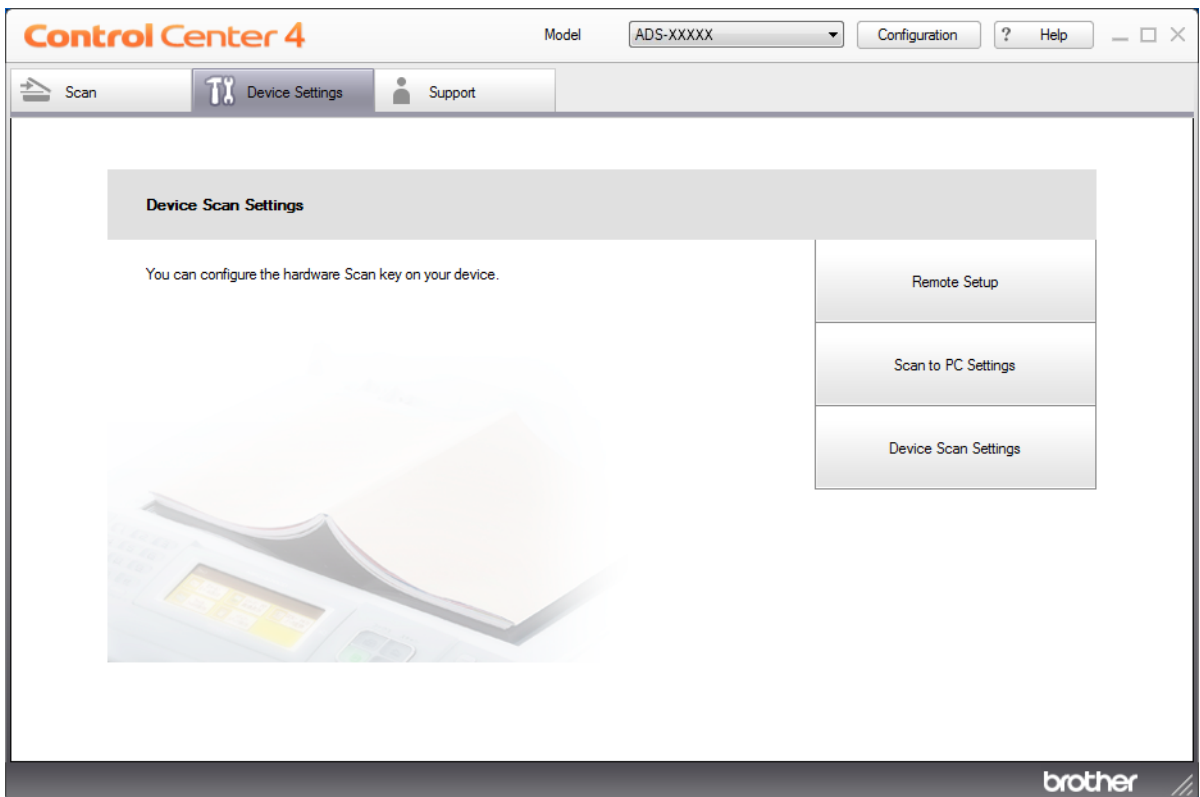 Control Center 4
Model ADS-XXXXX Configuration ? Help
Scan Device Settings Support
Device Scan Settings
You can configure the hardware Scan key on your device.
Remote Setup
Scan to PC Settings
Device Scan Settings
brother